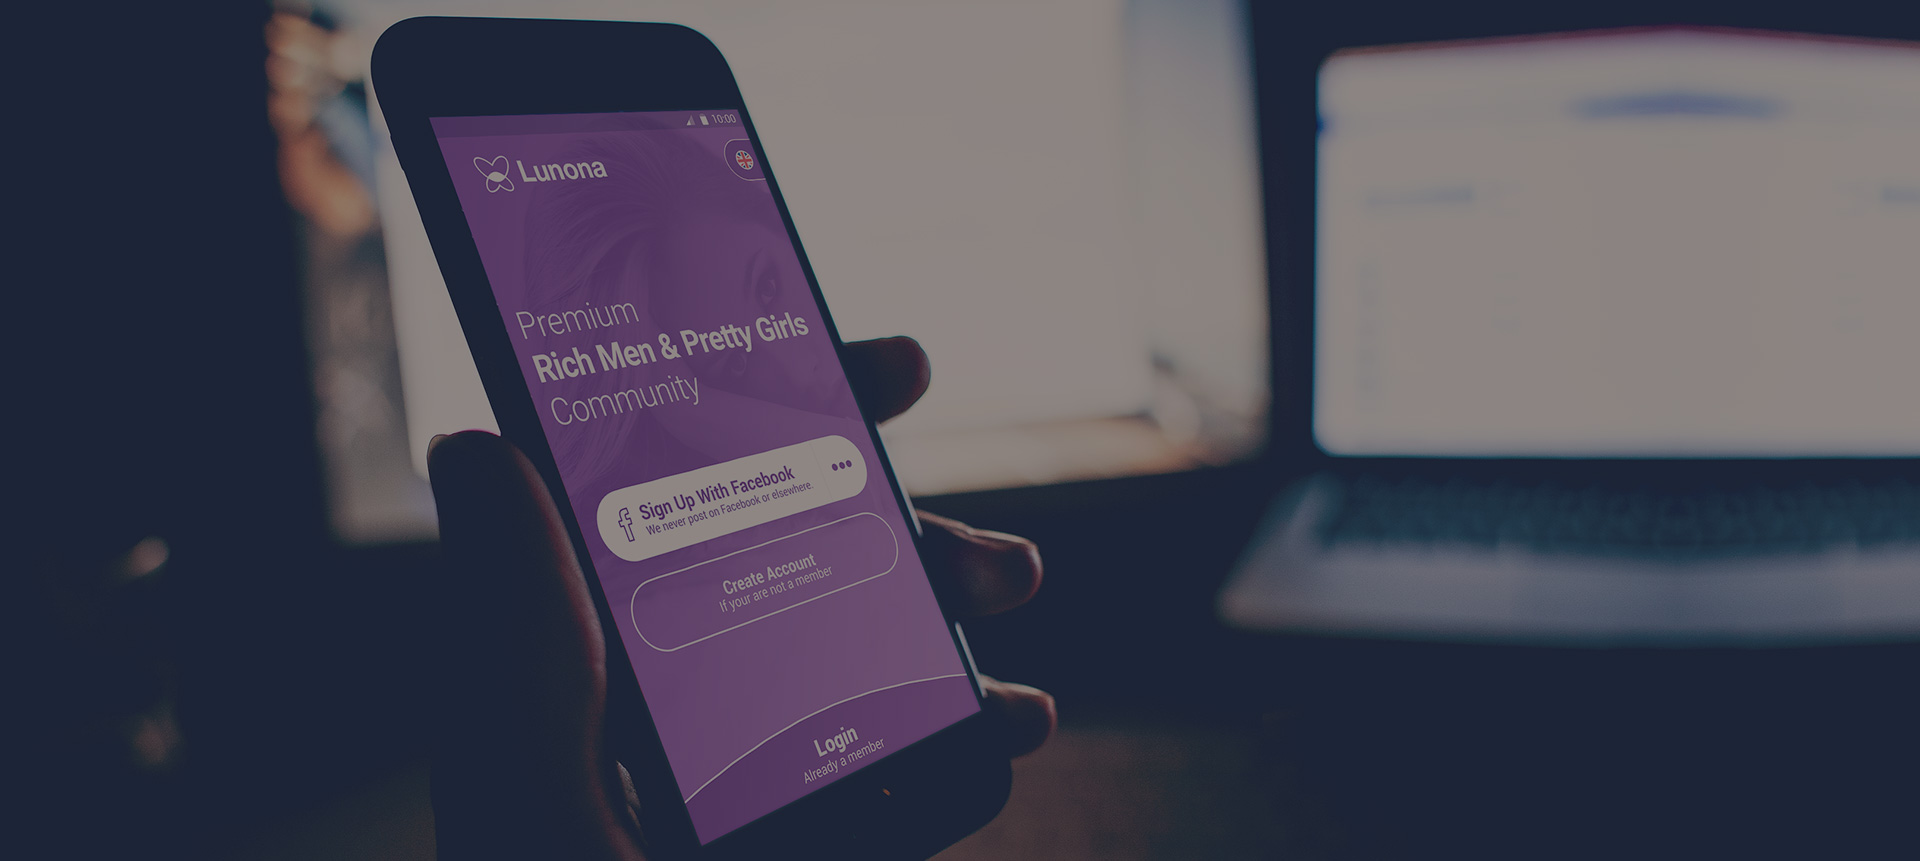 10:00
Lunona
Premium
Rich Men & Pretty Girls
Community
Sign Up With Facebook
We never post on Facebook or elsewhere.
Create Account
If your are not a member
Login
Already a member